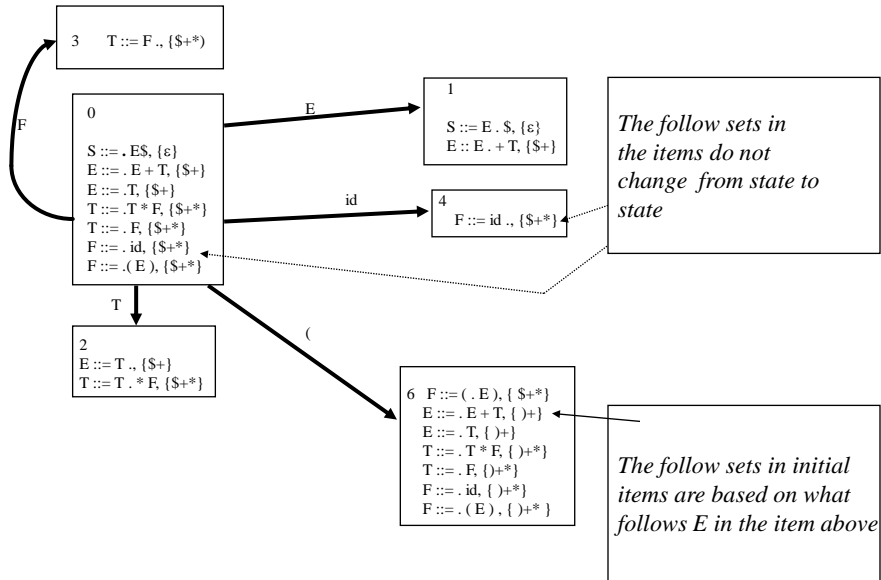 3 T ::= F ., {$+*)
F
0
S ::= . E$, {ε}
E ::= . E + T, {$+}
E ::= .T, {$+}
T ::= .T * F, {$+*}
T ::= . F, {$+*}
F ::= . id, {$+*}
F ::= .( E ), {$+*}
E
1
S ::= E . $, {ε}
E :: E . + T, {$+}
id
4
F ::= id ., {$+*}
The follow sets in
the items do not
change from state to
state
T
2
E ::= T ., {$+}
T ::= T . * F, {$+*}
(
6 F ::= ( . E ), { $+*}
E ::= . E + T, { )+}
E ::= . T, { )+}
T ::= . T * F, { )+*}
T ::= . F, {)+*}
F ::= . id, { )+*}
F ::= . ( E ) , { )+* }
The follow sets in initial
items are based on what
follows E in the item above